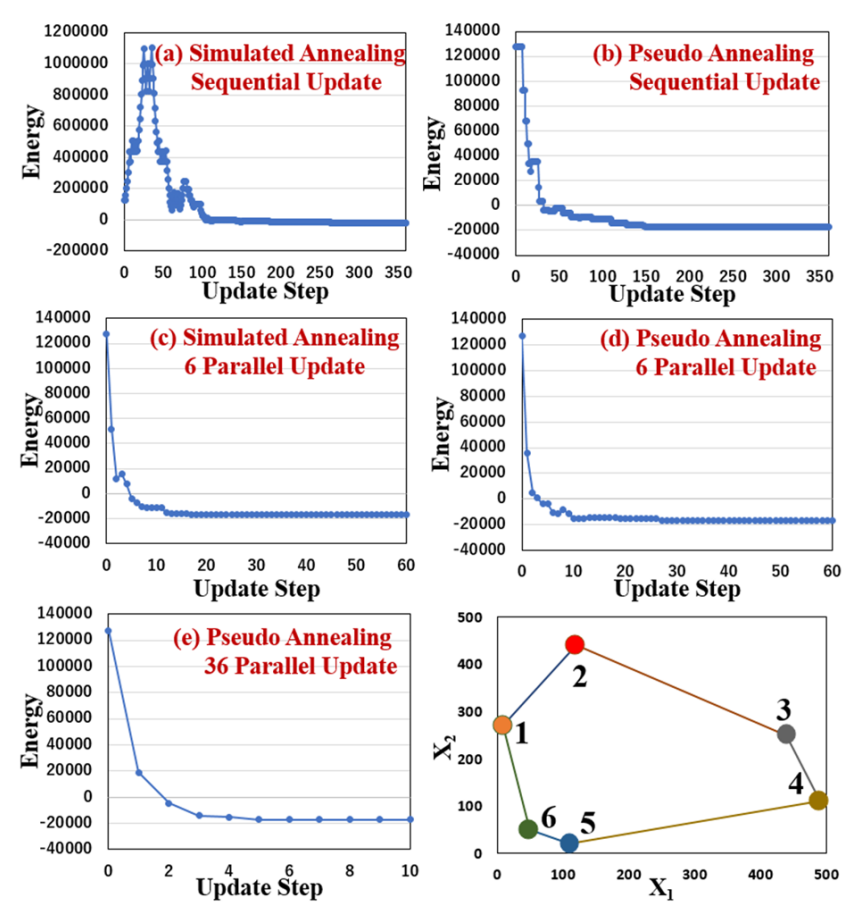 (a) Simulated Annealing
Sequential Update
Energy
1200000
1000000
800000
600000
400000
200000
0
-200000
0 50 100 150 200 250 300 350
Update Step
(b) Pseudo Annealing
Sequential Update
Energy
140000
120000
100000
80000
60000
40000
20000
0
-20000
-40000
0 50 100 150 200 250 300 350
Update Step
(c) Simulated Annealing
6 Parallel Update
Energy
140000
120000
100000
80000
60000
40000
20000
0
-20000
-40000
0 10 20 30 40 50 60
Update Step
(d) Pseudo Annealing
6 Parallel Update
Energy
140000
120000
100000
80000
60000
40000
20000
0
-20000
-40000
0 10 20 30 40 50 60
Update Step
(e) Pseudo Annealing
36 Parallel Update
Energy
140000
120000
100000
80000
60000
40000
20000
0
-20000
-40000
0 2 4 6 8 10
Update Step
X2
500
400
300
200
100
0
2
3
1
4
6
5
0 100 200 300 400 500
X1